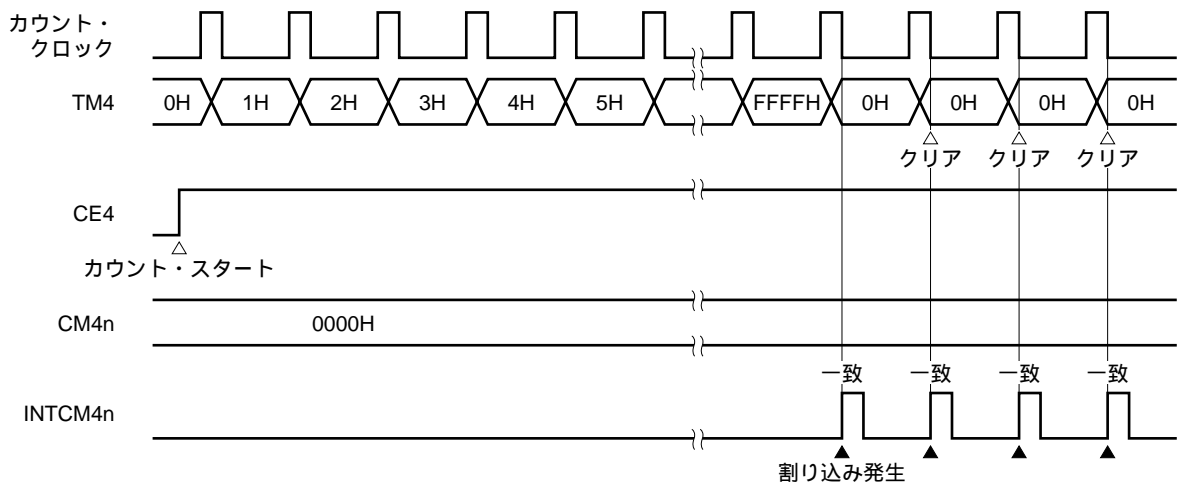 カウント・
クロック
TM4 0H 1H 2H 3H 4H 5H FFFFH 0H 0H 0H 0H
クリア クリア クリア
CE4
カウント・スタート
CM4n 0000H
一致 一致 一致 一致
INTCM4n
割り込み発生